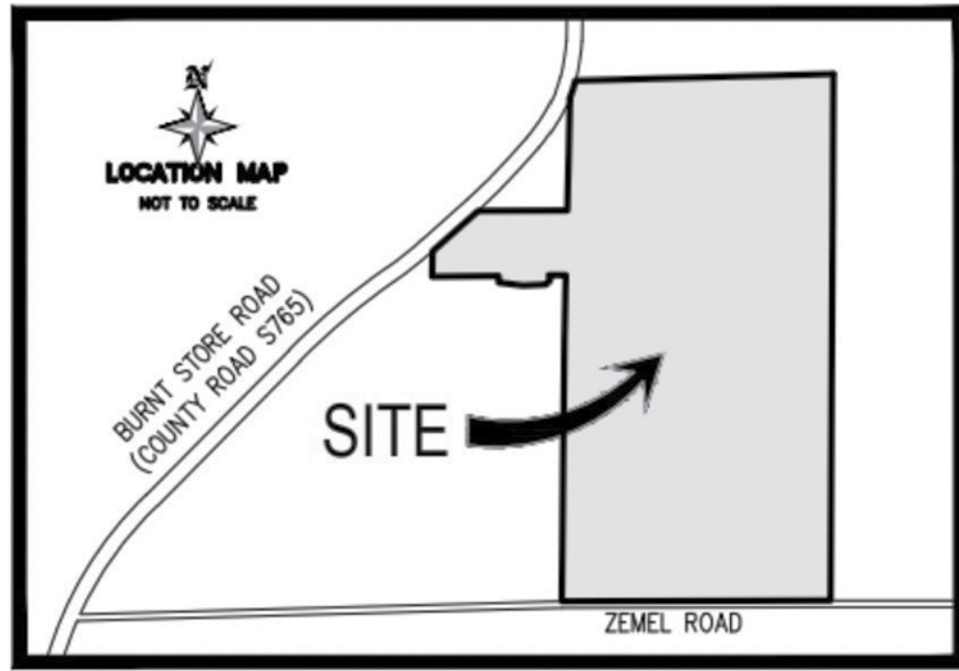 N
LOCATION MAP
NOT TO SCALE
BURNT STORE ROAD
(COUNTY ROAD S765)
SITE
ZEMEL ROAD